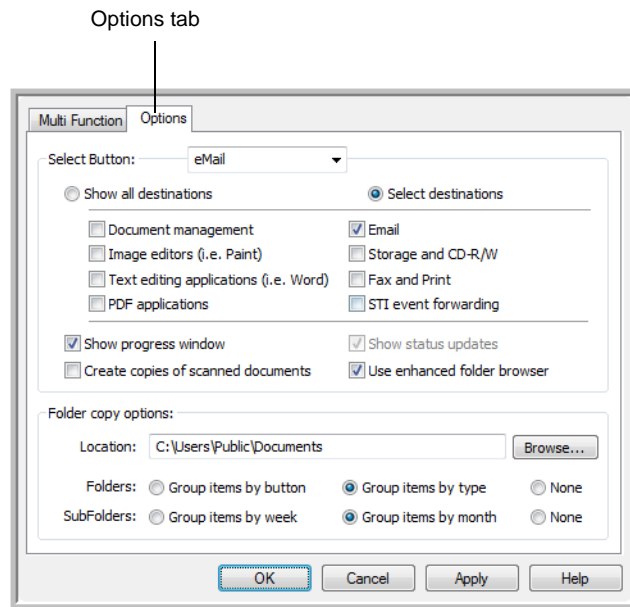 Options tab
Multi Function Options
Select Button: eMail
Show all destinations Select destinations
Document management Email
Image editors (i.e. Paint) Storage and CD-R/W
Text editing applications (i.e. Word) Fax and Print
PDF applications STI event forwarding
Show progress window Show status updates
Create copies of scanned documents Use enhanced folder browser
Folder copy options:
Location: C:\Users\Public\Documents Browse...
Folders: Group items by button Group items by type None
SubFolders: Group items by week Group items by month None
OK Cancel Apply Help